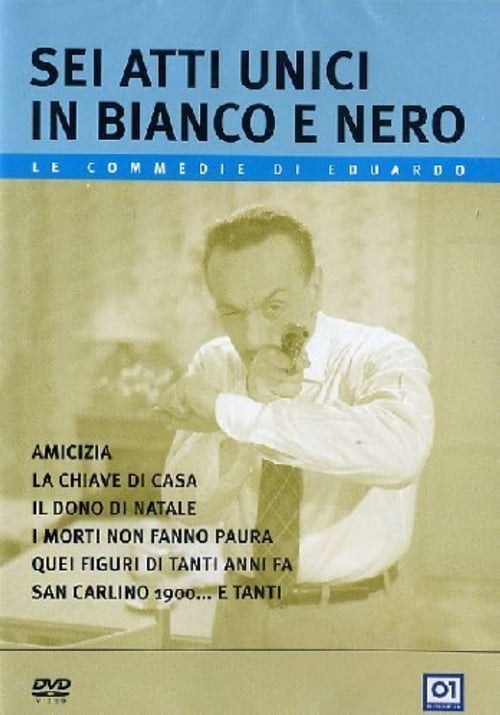 SEI ATTI UNICI
IN BIANCO E NERO
LE COMMEDIE DI EDUARDO
AMICIZIA
LA CHIAVE DI CASA
IL DONO DI NATALE
I MORTI NON FANNO PAURA
QUEI FIGURI DI TANTI ANNI FA
SAN CARLINO 1900... E TANTI
DVD
VIDEO
01